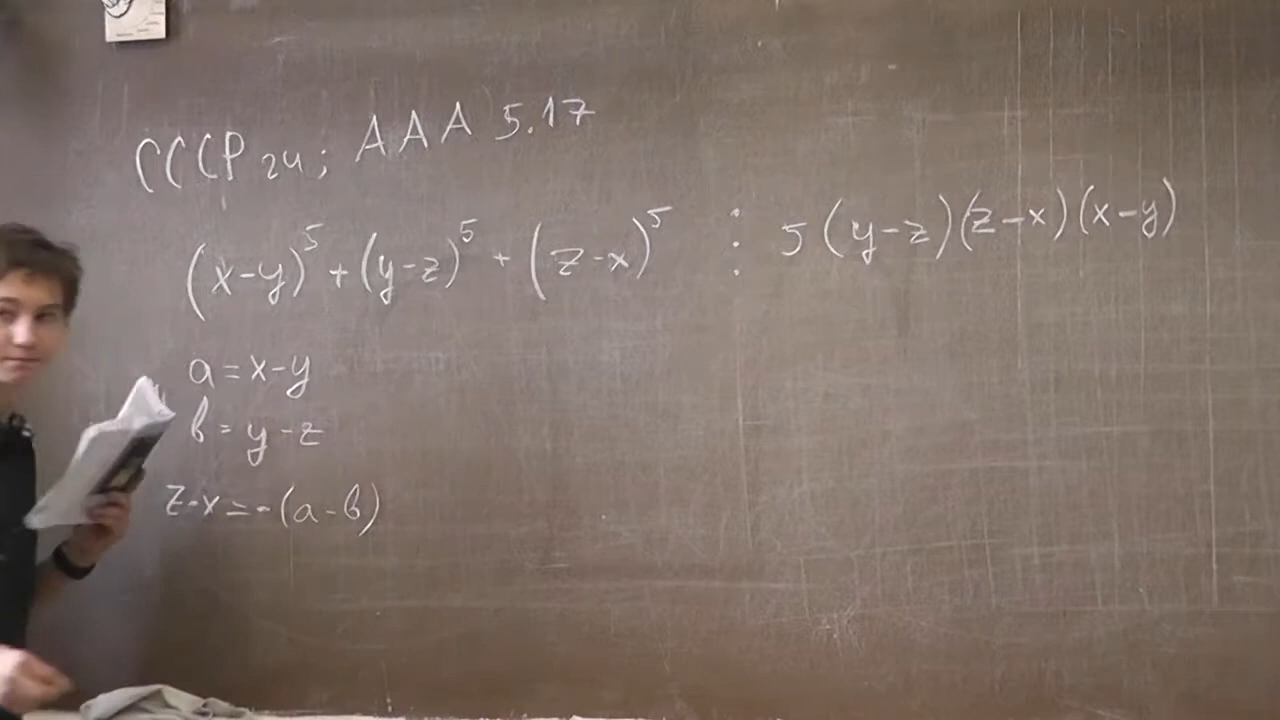 СССР 24; ААА 5.17
(x-y)^5 + (y-z)^5 + (z-x)^5 ⋮ 5(y-z)(z-x)(x-y)
a = x-y
b = y-z
z-x = -(a-b)